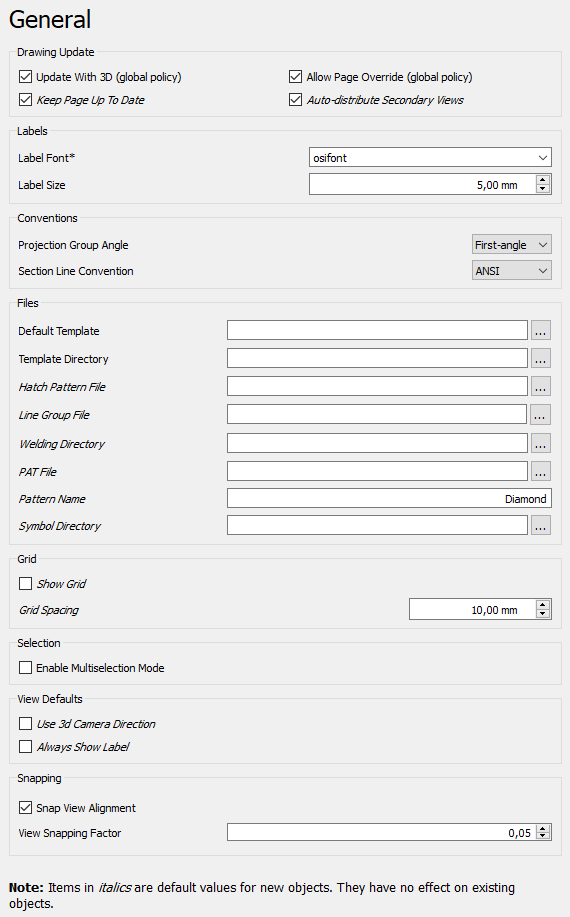 General
Drawing Update
Update With 3D (global policy) Allow Page Override (global policy)
Keep Page Up To Date Auto-distribute Secondary Views
Labels
Label Font* osifont
Label Size 5,00 mm
Conventions
Projection Group Angle First-angle
Section Line Convention ANSI
Files
Default Template ...
Template Directory ...
Hatch Pattern File ...
Line Group File ...
Welding Directory ...
PAT File ...
Pattern Name Diamond
Symbol Directory ...
Grid
Show Grid
Grid Spacing 10,00 mm
Selection
Enable Multiselection Mode
View Defaults
Use 3d Camera Direction
Always Show Label
Snapping
Snap View Alignment
View Snapping Factor 0,05
Note: Items in italics are default values for new objects. They have no effect on existing
objects.